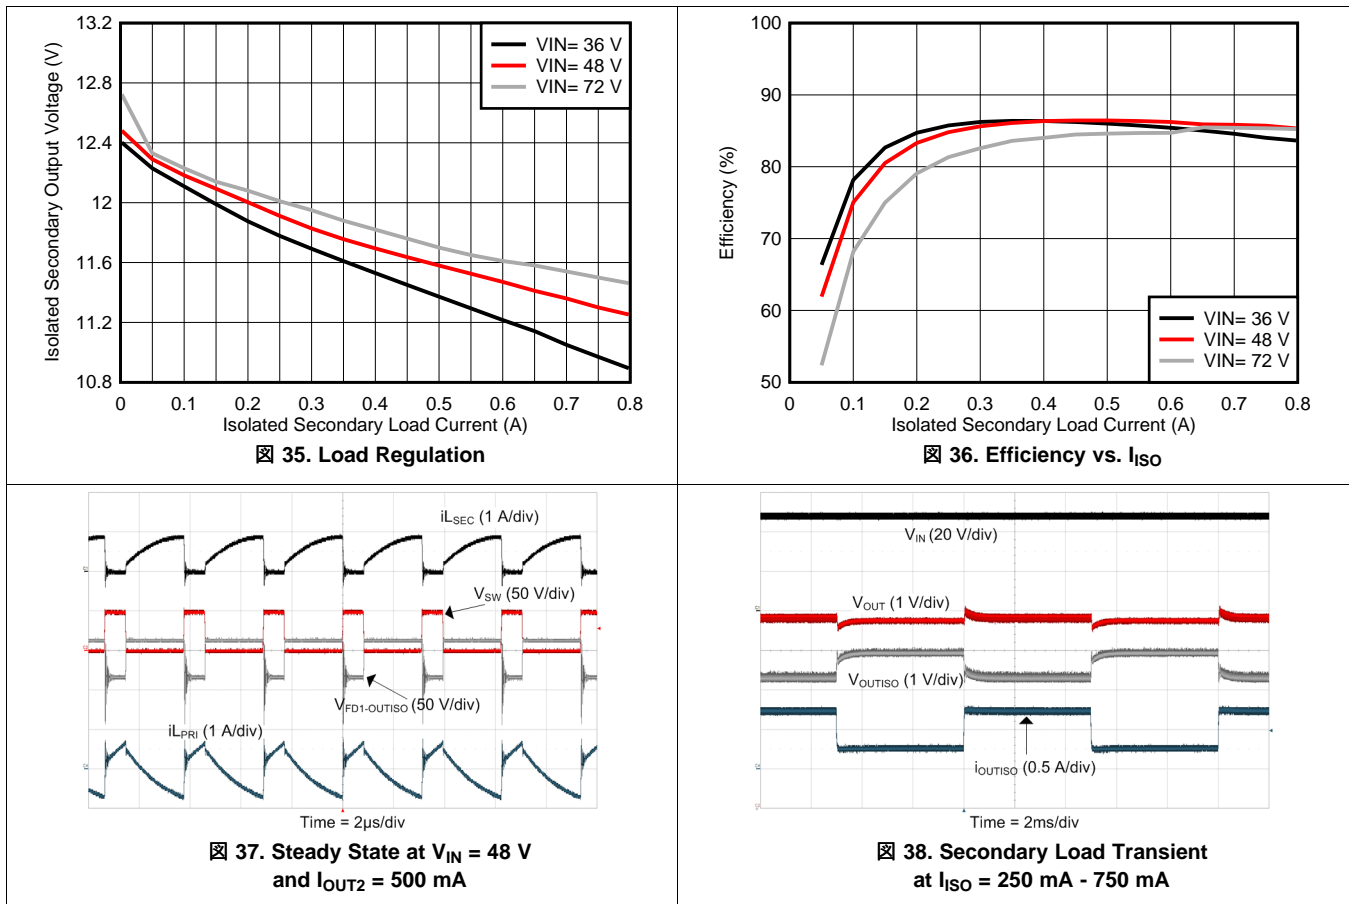 Isolated Secondary Output Voltage (V)
13.2
12.8
12.4
12
11.6
11.2
10.8
VIN= 36 V
VIN= 48 V
VIN= 72 V
0 0.1 0.2 0.3 0.4 0.5 0.6 0.7 0.8
Isolated Secondary Load Current (A)
図 35. Load Regulation
Efficiency (%)
100
90
80
70
60
50
VIN= 36 V
VIN= 48 V
VIN= 72 V
0 0.1 0.2 0.3 0.4 0.5 0.6 0.7 0.8
Isolated Secondary Load Current (A)
図 36. Efficiency vs. IISO
iLSEC (1 A/div)
VSW (50 V/div)
VFD1-OUTISO (50 V/div)
iLPRI (1 A/div)
Time = 2µs/div
図 37. Steady State at VIN = 48 V
and IOUT2 = 500 mA
VIN (20 V/div)
VOUT (1 V/div)
VOUTISO (1 V/div)
iOUTISO (0.5 A/div)
Time = 2ms/div
図 38. Secondary Load Transient
at IISO = 250 mA - 750 mA